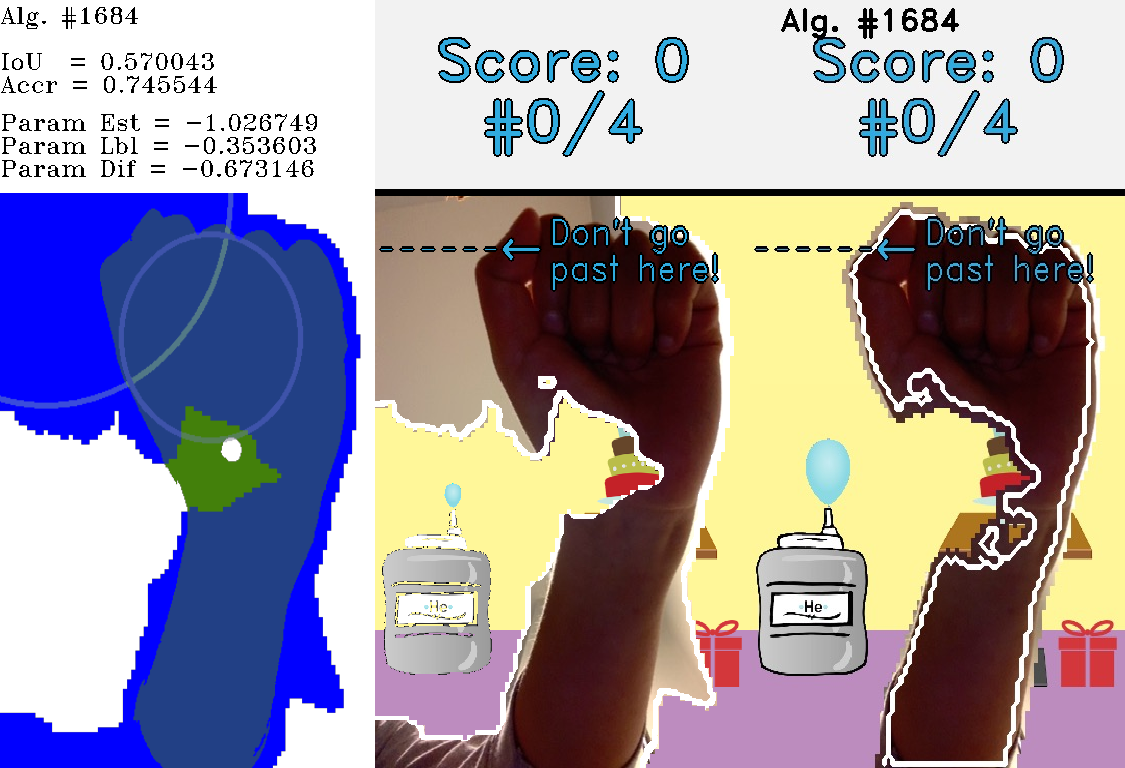 Alg. #1684
IoU = 0.570043
Accr = 0.745544
Param Est = −1.026749
Param Lbl = −0.353603
Param Dif = −0.673146
Score: 0
#0/4
← Don't go
past here!
He
Alg. #1684
Score: 0
#0/4
← Don't go
past here!
He